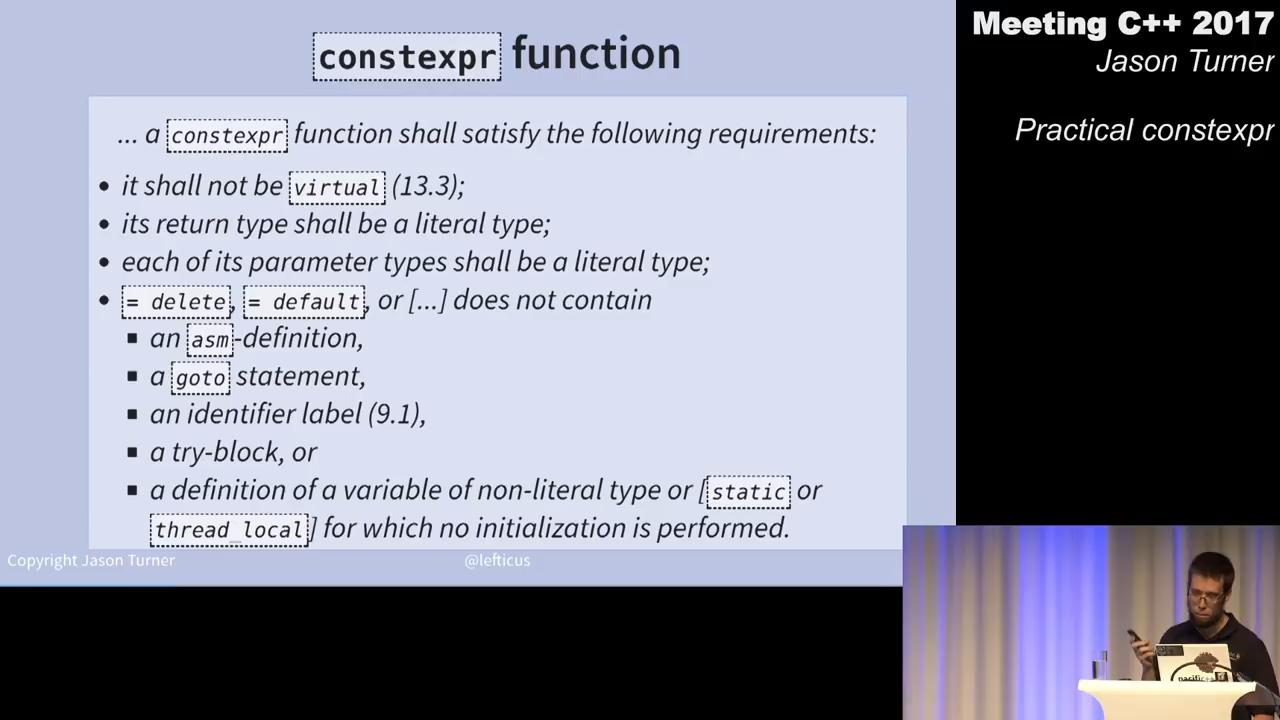 constexpr function
... a constexpr function shall satisfy the following requirements:
• it shall not be virtual (13.3);
• its return type shall be a literal type;
• each of its parameter types shall be a literal type;
• = delete, = default, or [...] does not contain
▪ an asm-definition,
▪ a goto statement,
▪ an identifier label (9.1),
▪ a try-block, or
▪ a definition of a variable of non-literal type or [static or
thread_local] for which no initialization is performed.
Copyright Jason Turner
@lefticus
Meeting C++ 2017
Jason Turner
Practical constexpr
pacific++